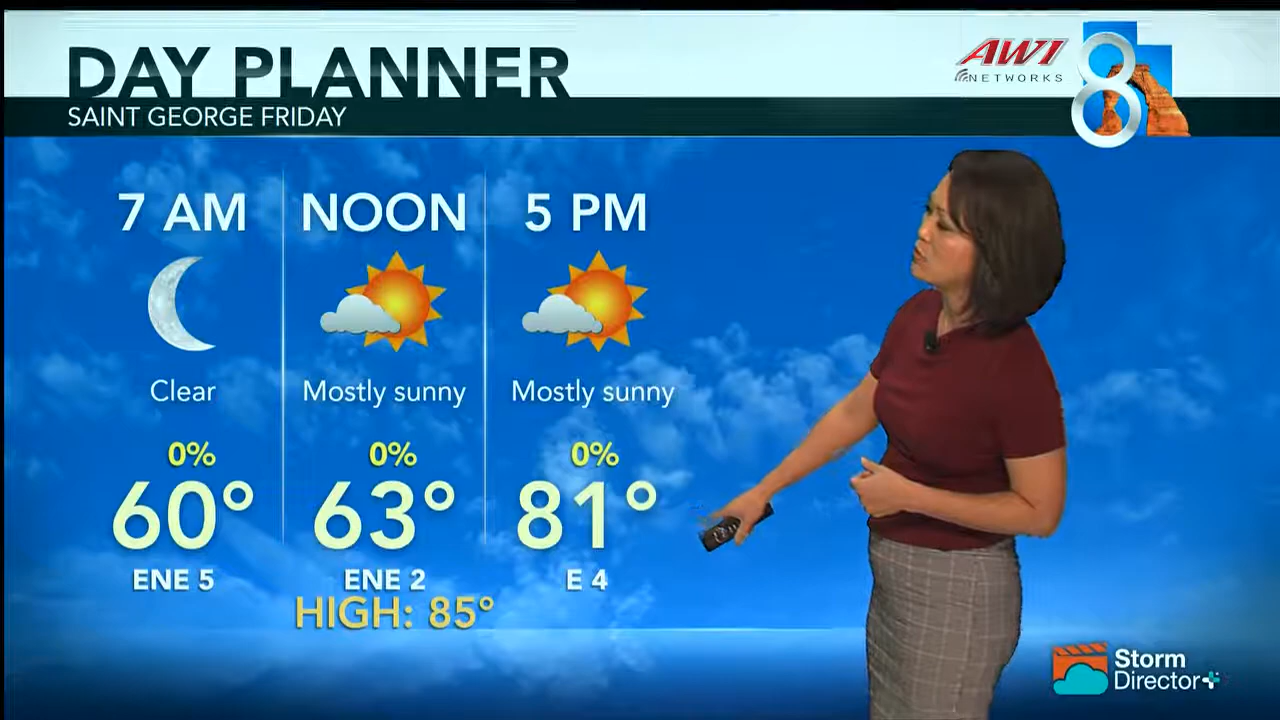 DAY PLANNER
SAINT GEORGE FRIDAY
AWI
NETWORKS
8
7 AM NOON 5 PM
Clear Mostly sunny Mostly sunny
0% 0% 0%
60° 63° 81°
ENE 5 ENE 2 E 4
HIGH: 85°
Storm
Director+